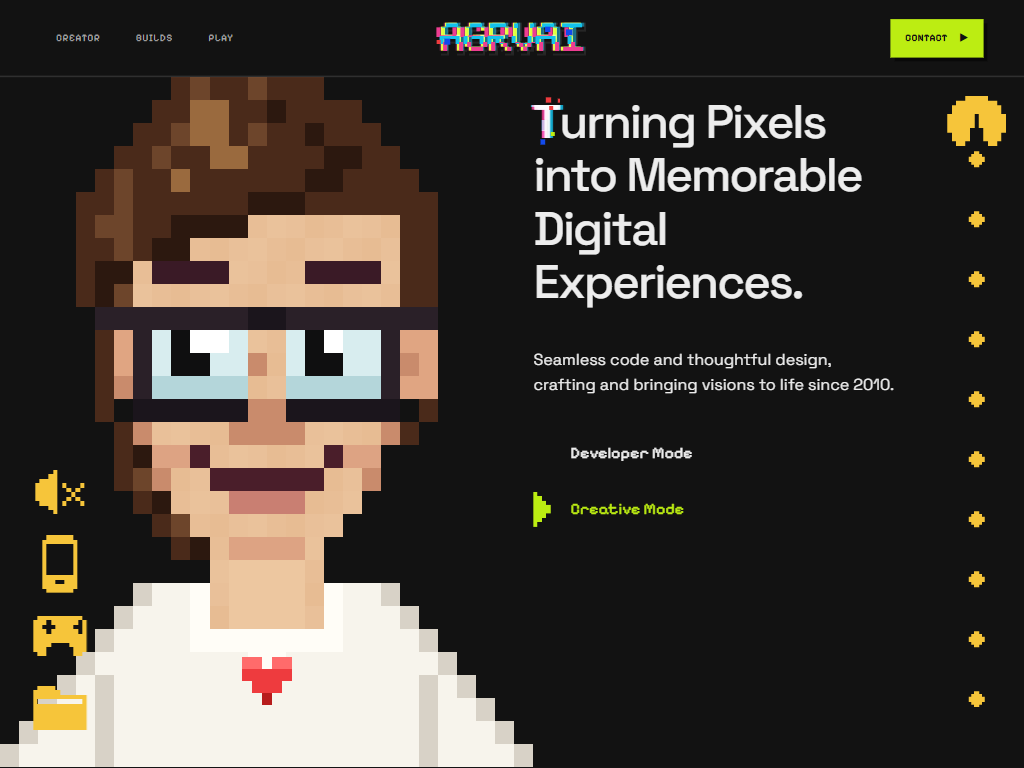 CREATOR
BUILDS
PLAY
AGRVAI
CONTACT
Turning Pixels
into Memorable
Digital
Experiences.
Seamless code and thoughtful design,
crafting and bringing visions to life since 2010.
Developer Mode
Creative Mode